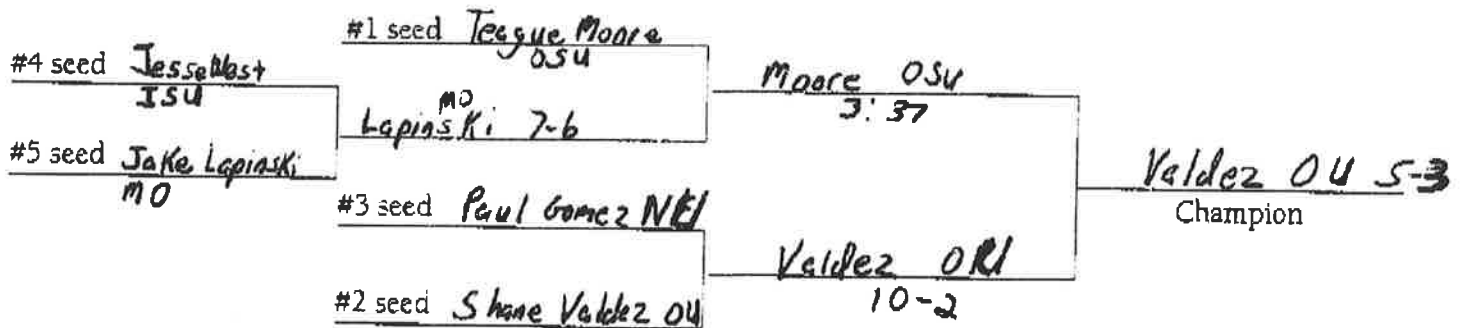 #1 seed Teague Moore
OSU
#4 seed Jesse West
ISU
Moore OSU
3:37
MO
Lapinski 7-6
#5 seed Jake Lapinski
MO
Valdez OU 5-3
Champion
#3 seed Paul Gomez
Valdez
10-2
#2 seed Shane Valdez OU